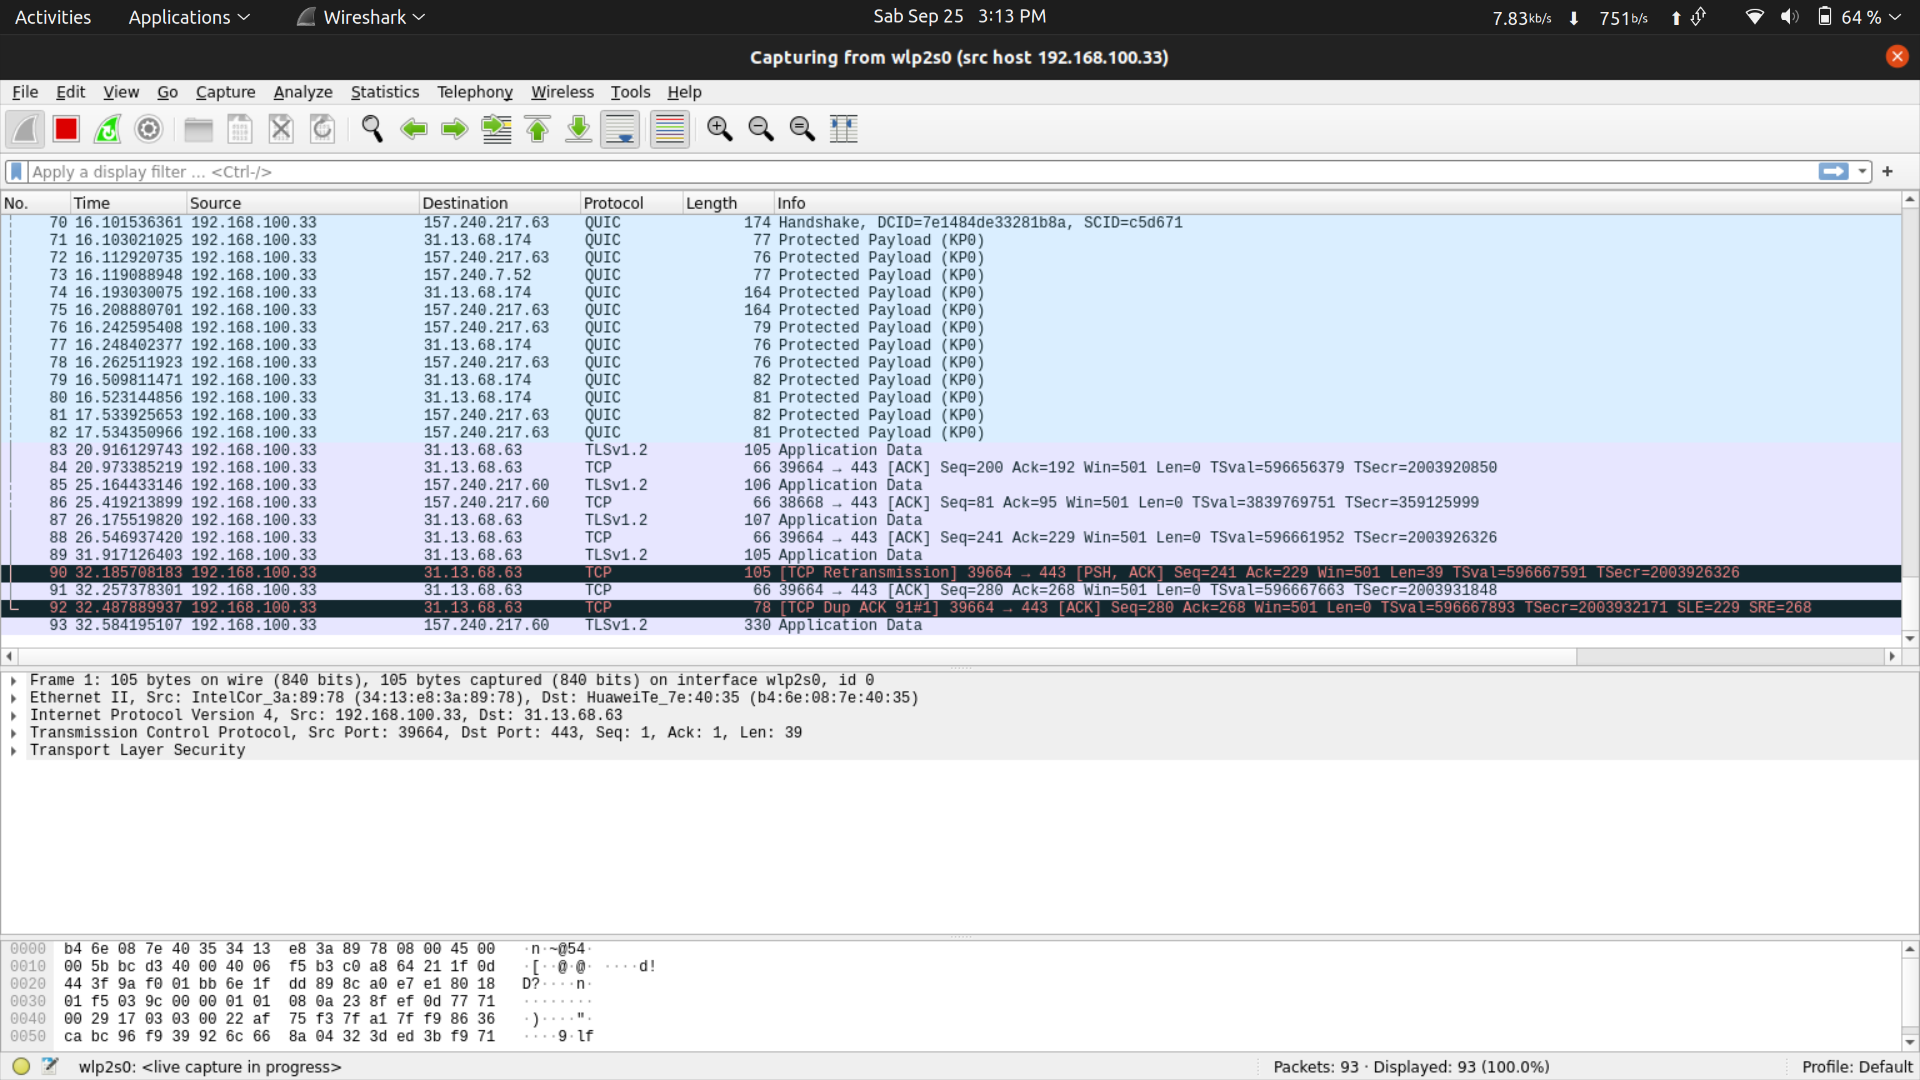 Activities Applications Wireshark Sab Sep 25 3:13 PM 7.83kb/s 751b/s 64 %
Capturing from wlp2s0 (src host 192.168.100.33)
File Edit View Go Capture Analyze Statistics Telephony Wireless Tools Help
Apply a display filter … <Ctrl-/> +
No. Time Source Destination Protocol Length Info
70 16.101536361 192.168.100.33 157.240.217.63 QUIC 174 Handshake, DCID=7e1484de33281b8a, SCID=c5d671
71 16.103021025 192.168.100.33 31.13.68.174 QUIC 77 Protected Payload (KP0)
72 16.112920735 192.168.100.33 157.240.217.63 QUIC 76 Protected Payload (KP0)
73 16.119088948 192.168.100.33 157.240.7.52 QUIC 77 Protected Payload (KP0)
74 16.193030075 192.168.100.33 31.13.68.174 QUIC 164 Protected Payload (KP0)
75 16.208880701 192.168.100.33 157.240.217.63 QUIC 164 Protected Payload (KP0)
76 16.242595408 192.168.100.33 157.240.217.63 QUIC 79 Protected Payload (KP0)
77 16.248402377 192.168.100.33 31.13.68.174 QUIC 76 Protected Payload (KP0)
78 16.262511923 192.168.100.33 157.240.217.63 QUIC 76 Protected Payload (KP0)
79 16.509811471 192.168.100.33 31.13.68.174 QUIC 82 Protected Payload (KP0)
80 16.523144856 192.168.100.33 31.13.68.174 QUIC 81 Protected Payload (KP0)
81 17.533925653 192.168.100.33 157.240.217.63 QUIC 82 Protected Payload (KP0)
82 17.534350966 192.168.100.33 157.240.217.63 QUIC 81 Protected Payload (KP0)
83 20.916129743 192.168.100.33 31.13.68.63 TLSv1.2 105 Application Data
84 20.973385219 192.168.100.33 31.13.68.63 TCP 66 39664 → 443 [ACK] Seq=200 Ack=192 Win=501 Len=0 TSval=596656379 TSecr=2003920850
85 25.164433146 192.168.100.33 157.240.217.60 TLSv1.2 106 Application Data
86 25.419213899 192.168.100.33 157.240.217.60 TCP 66 38668 → 443 [ACK] Seq=81 Ack=95 Win=501 Len=0 TSval=3839769751 TSecr=359125999
87 26.175519820 192.168.100.33 31.13.68.63 TLSv1.2 107 Application Data
88 26.546937420 192.168.100.33 31.13.68.63 TCP 66 39664 → 443 [ACK] Seq=241 Ack=229 Win=501 Len=0 TSval=596661952 TSecr=2003926326
89 31.917126403 192.168.100.33 31.13.68.63 TLSv1.2 105 Application Data
90 32.185708183 192.168.100.33 31.13.68.63 TCP 105 [TCP Retransmission] 39664 → 443 [PSH, ACK] Seq=241 Ack=229 Win=501 Len=39 TSval=596667591 TSecr=2003926326
91 32.257378301 192.168.100.33 31.13.68.63 TCP 66 39664 → 443 [ACK] Seq=280 Ack=268 Win=501 Len=0 TSval=596667663 TSecr=2003931848
92 32.487889937 192.168.100.33 31.13.68.63 TCP 78 [TCP Dup ACK 91#1] 39664 → 443 [ACK] Seq=280 Ack=268 Win=501 Len=0 TSval=596667893 TSecr=2003932171 SLE=229 SRE=268
93 32.584195107 192.168.100.33 157.240.217.60 TLSv1.2 330 Application Data
Frame 1: 105 bytes on wire (840 bits), 105 bytes captured (840 bits) on interface wlp2s0, id 0
Ethernet II, Src: IntelCor_3a:89:78 (34:13:e8:3a:89:78), Dst: HuaweiTe_7e:40:35 (b4:6e:08:7e:40:35)
Internet Protocol Version 4, Src: 192.168.100.33, Dst: 31.13.68.63
Transmission Control Protocol, Src Port: 39664, Dst Port: 443, Seq: 1, Ack: 1, Len: 39
Transport Layer Security
0000 b4 6e 08 7e 40 35 34 13 e8 3a 89 78 08 00 45 00 ·n·~@54·
0010 00 5b bc d3 40 00 40 06 f5 b3 c0 a8 64 21 1f 0d ·[··@·@· ····d!
0020 44 3f 9a f0 01 bb 6e 1f dd 89 8c a0 e7 e1 80 18 D?····n·
0030 01 f5 03 9c 00 00 01 01 08 0a 23 8f ef 0d 77 71 ········
0040 00 29 17 03 03 00 22 af 75 f3 7f a1 7f f9 86 36 ·)····"·
0050 ca bc 96 f9 39 92 6c 66 8a 04 32 3d ed 3b f9 71 ····9·lf
wlp2s0: <live capture in progress> Packets: 93 · Displayed: 93 (100.0%) Profile: Default